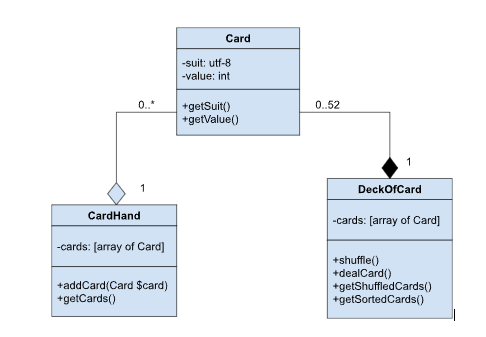 Card
-suit: utf-8
-value: int
+getSuit()
+getValue()
0..*
0..52
1
1
CardHand
-cards: [array of Card]
+addCard(Card $card)
+getCards()
DeckOfCard
-cards: [array of Card]
+shuffle()
+dealCard()
+getShuffledCards()
+getSortedCards()